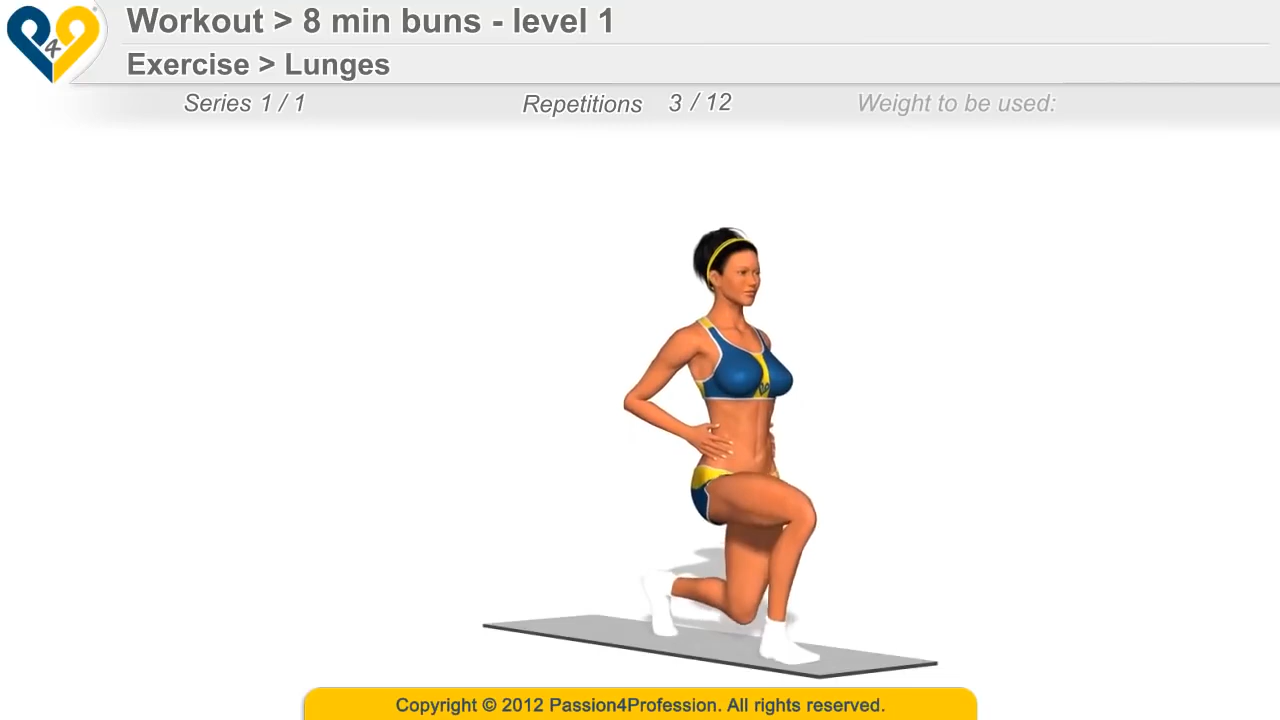 Workout > 8 min buns - level 1
Exercise > Lunges
Series 1 / 1 Repetitions 3 / 12 Weight to be used:
4
Copyright © 2012 Passion4Profession. All rights reserved.